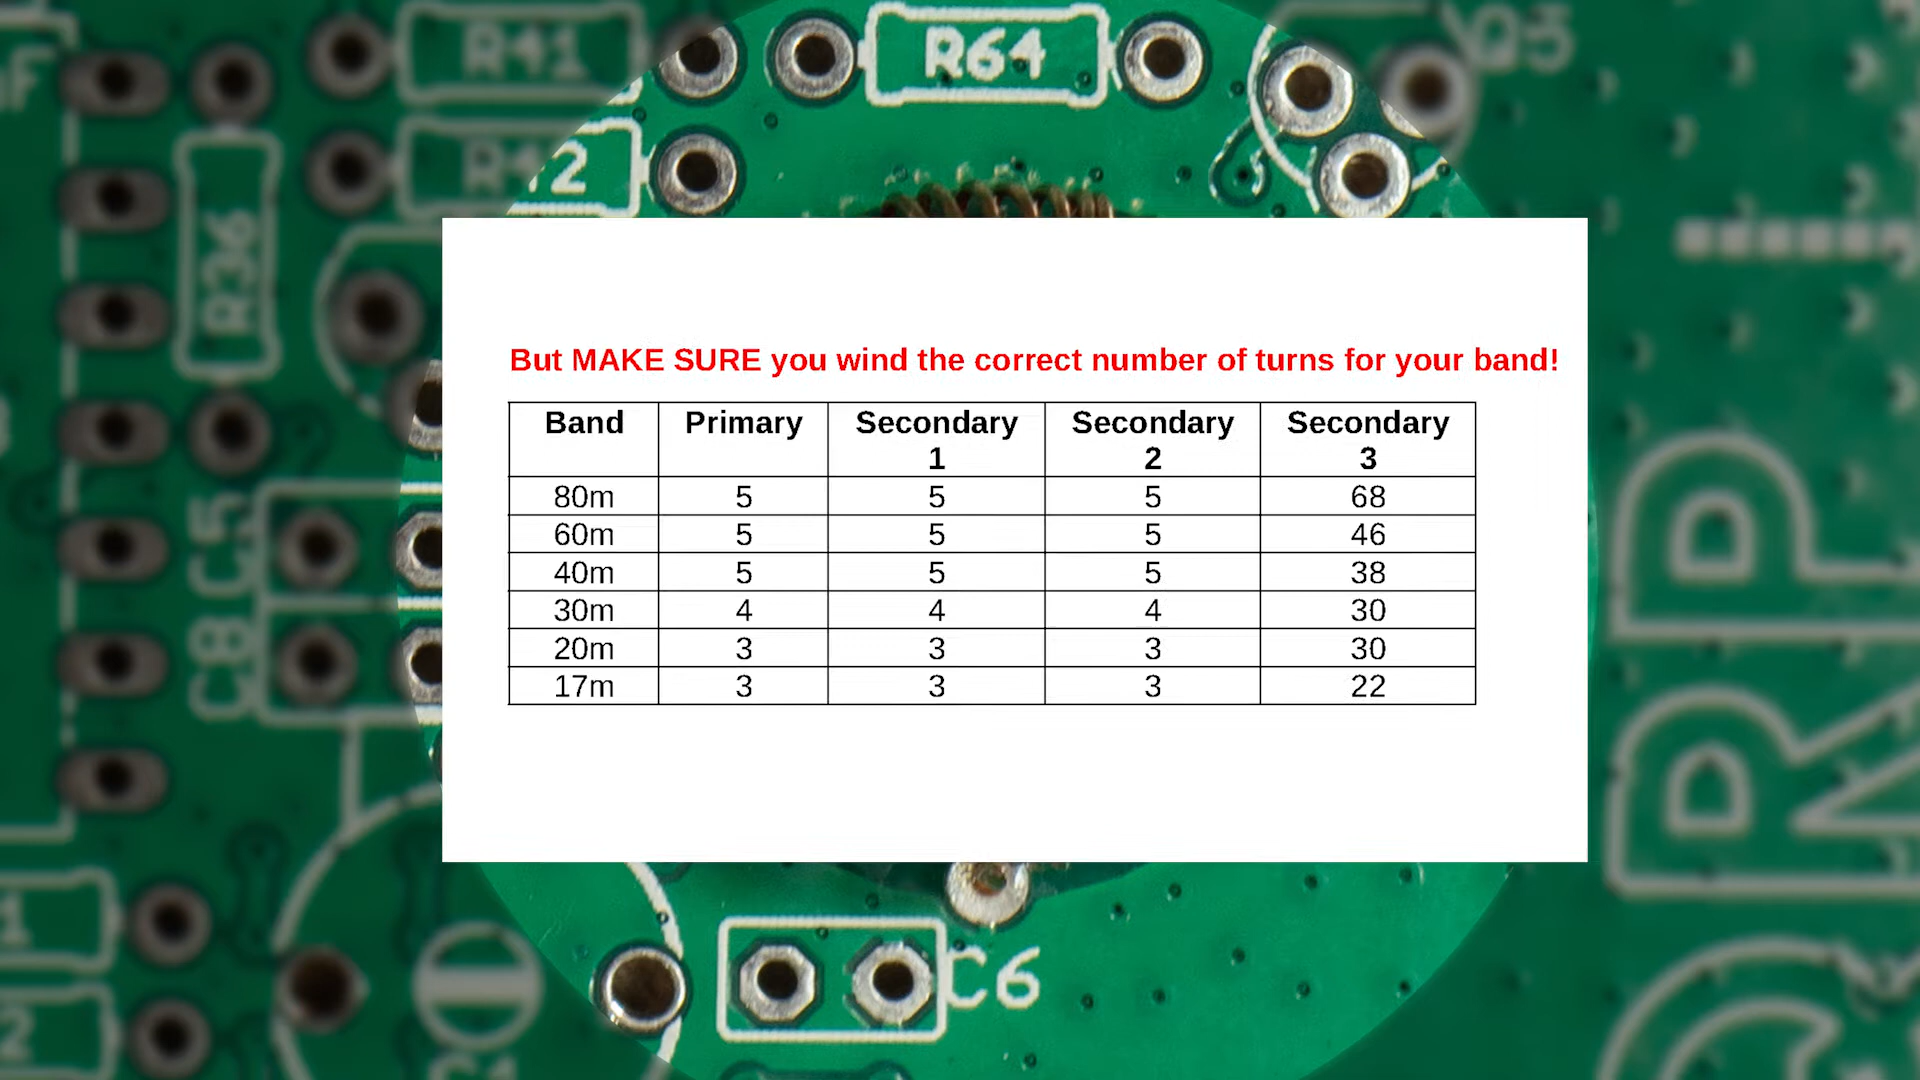 R41
R64
Q5
R42
R36
But MAKE SURE you wind the correct number of turns for your band!
Band Primary Secondary 1 Secondary 2 Secondary 3
80m 5 5 5 68
60m 5 5 5 46
40m 5 5 5 38
30m 4 4 4 30
20m 3 3 3 30
17m 3 3 3 22
C5
C8
C6
RP